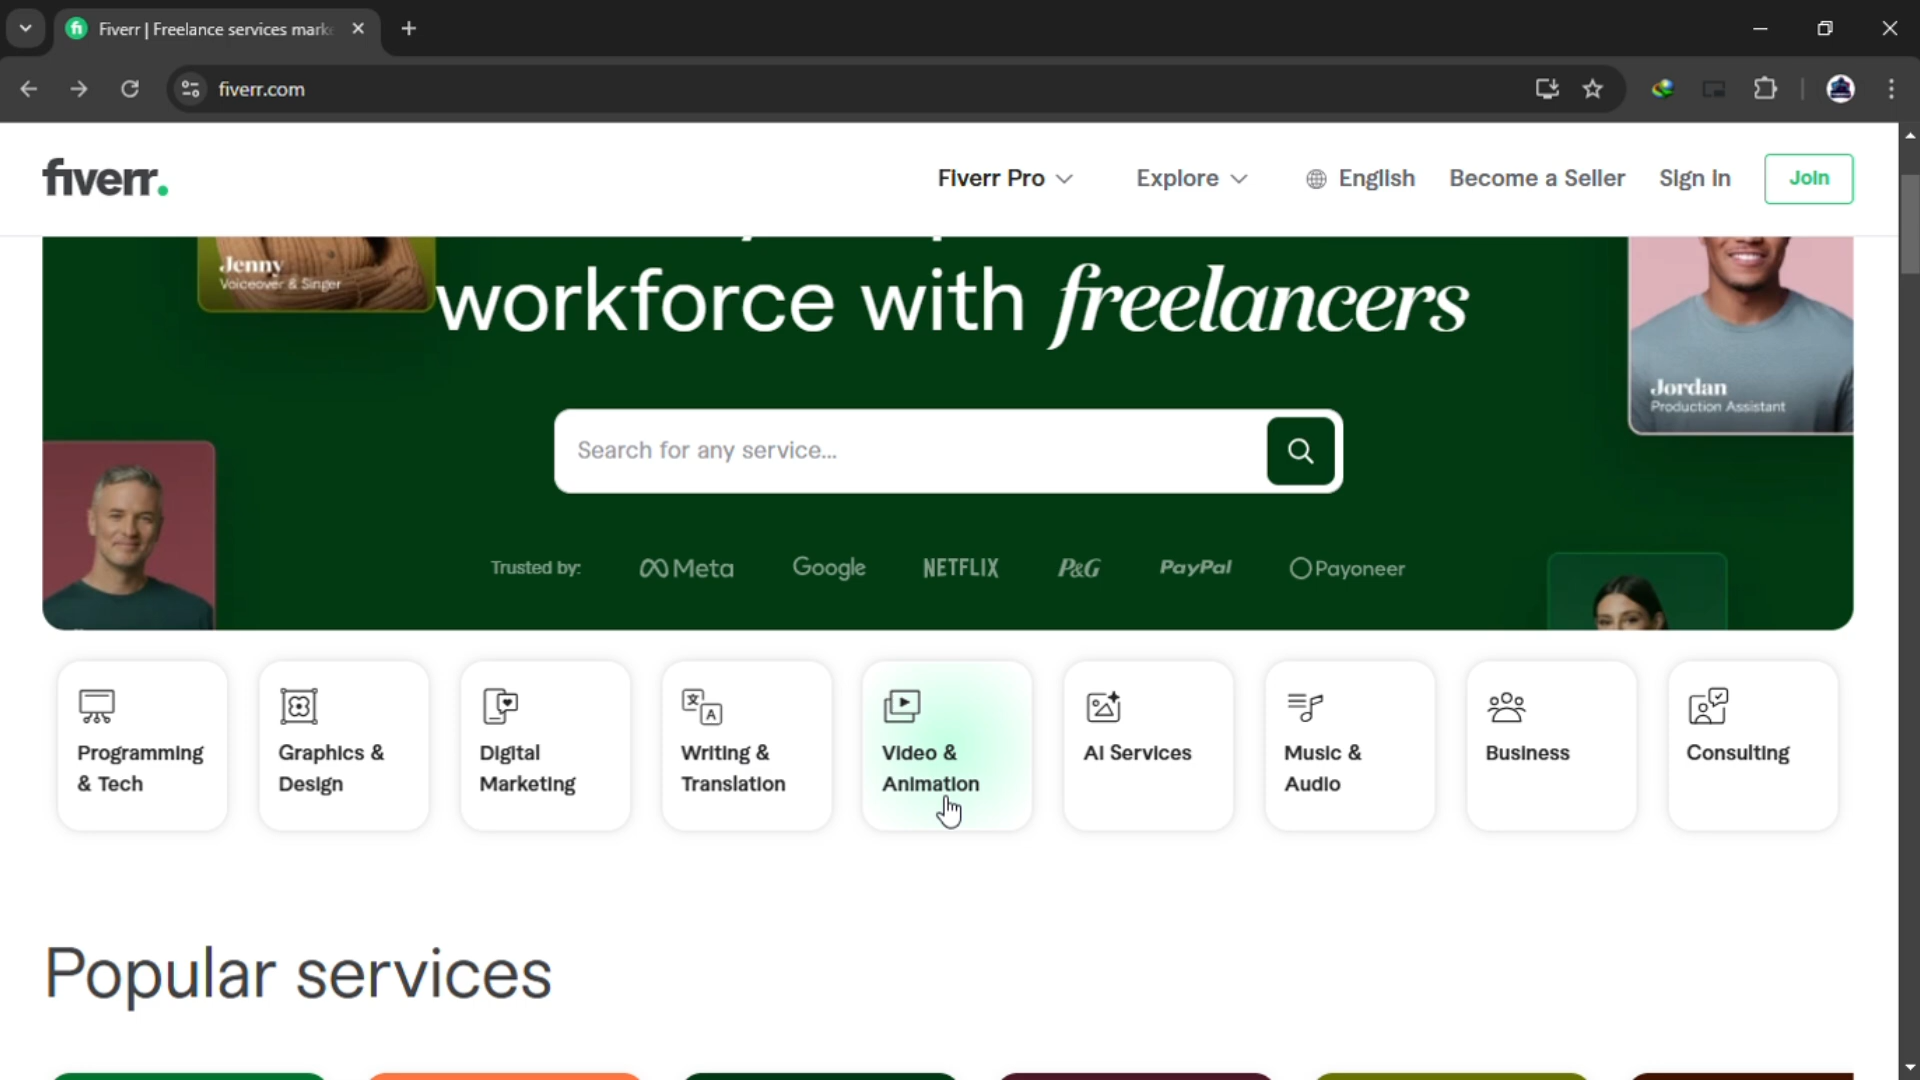 Fiverr | Freelance services mark
fiverr.com
fiverr.
Fiverr Pro
Explore
English
Become a Seller
Sign In
Join
Jenny
Voiceover & Singer
workforce with freelancers
Jordan
Production Assistant
Search for any service...
Trusted by:
Meta
Google
NETFLIX
P&G
PayPal
Payoneer
Programming
& Tech
Graphics &
Design
Digital
Marketing
Writing &
Translation
Video &
Animation
AI Services
Music &
Audio
Business
Consulting
Popular services